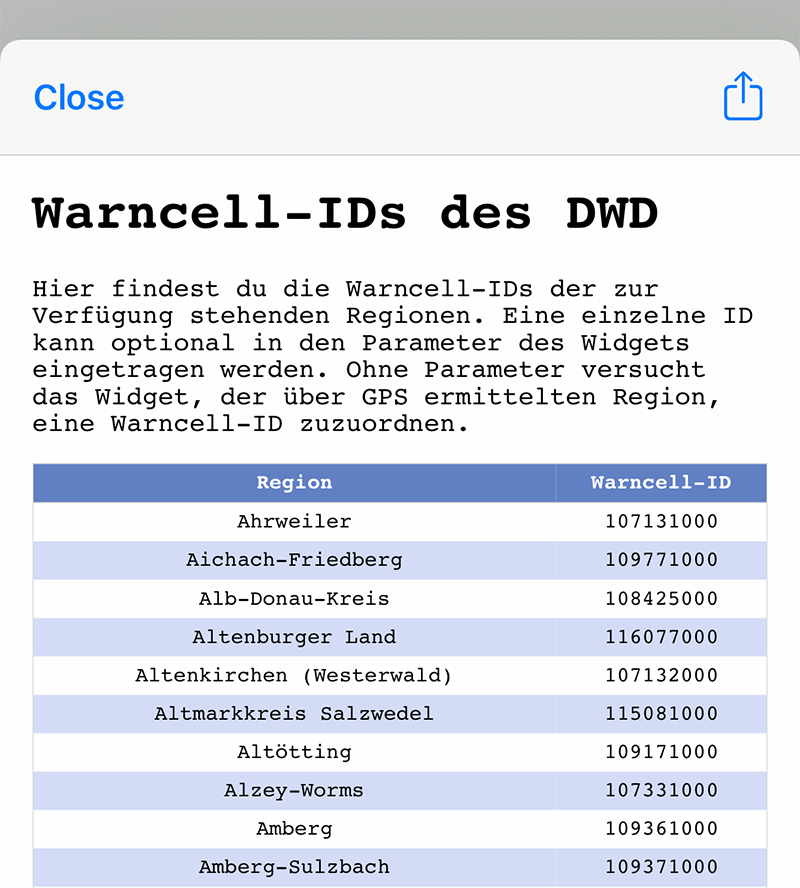 Close
Warncell-IDs des DWD
Hier findest du die Warncell-IDs der zur
Verfügung stehenden Regionen. Eine einzelne ID
kann optional in den Parameter des Widgets
eingetragen werden. Ohne Parameter versucht
das Widget, der über GPS ermittelten Region,
eine Warncell-ID zuzuordnen.
Region Warncell-ID
Ahrweiler 107131000
Aichach-Friedberg 109771000
Alb-Donau-Kreis 108425000
Altenburger Land 116077000
Altenkirchen (Westerwald) 107132000
Altmarkkreis Salzwedel 115081000
Altötting 109171000
Alzey-Worms 107331000
Amberg 109361000
Amberg-Sulzbach 109371000